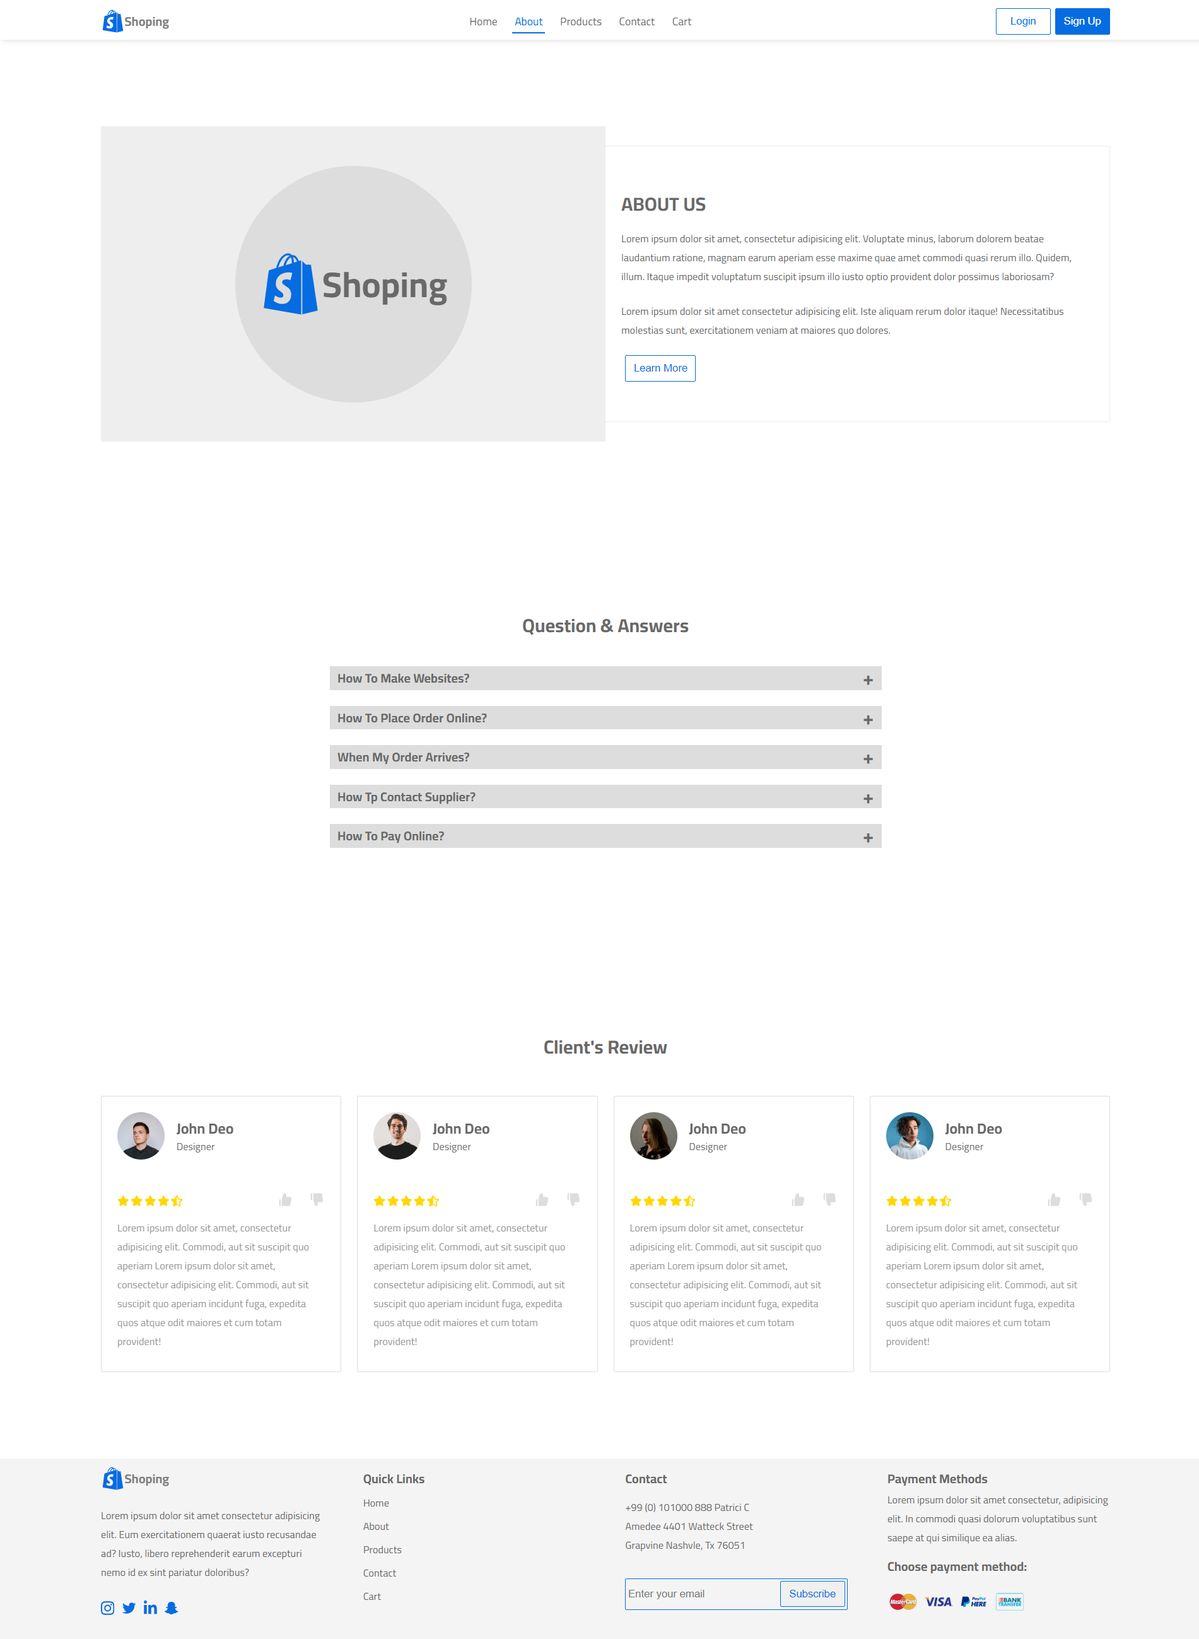 Shoping
Home About Products Contact Cart
Login Sign Up
Shoping
ABOUT US
Lorem ipsum dolor sit amet, consectetur adipisicing elit. Voluptate minus, laborum dolorem beatae
laudantium ratione, magnam earum aperiam esse maxime quae amet commodi quasi rerum illo. Quidem,
illum. Itaque impedit voluptatum suscipit ipsum illo iusto optio provident dolor possimus laboriosam?
Lorem ipsum dolor sit amet consectetur adipisicing elit. Iste aliquam rerum dolor itaque! Necessitatibus
molestias sunt, exercitationem veniam at maiores quo dolores.
Learn More
Question & Answers
How To Make Websites? +
How To Place Order Online? +
When My Order Arrives? +
How Tp Contact Supplier? +
How To Pay Online? +
Client's Review
John Deo
Designer
Lorem ipsum dolor sit amet, consectetur
adipisicing elit. Commodi, aut sit suscipit quo
aperiam Lorem ipsum dolor sit amet,
consectetur adipisicing elit. Commodi, aut sit
suscipit quo aperiam incidunt fuga, expedita
quos atque odit maiores et cum totam
provident!
John Deo
Designer
Lorem ipsum dolor sit amet, consectetur
adipisicing elit. Commodi, aut sit suscipit quo
aperiam Lorem ipsum dolor sit amet,
consectetur adipisicing elit. Commodi, aut sit
suscipit quo aperiam incidunt fuga, expedita
quos atque odit maiores et cum totam
provident!
John Deo
Designer
Lorem ipsum dolor sit amet, consectetur
adipisicing elit. Commodi, aut sit suscipit quo
aperiam Lorem ipsum dolor sit amet,
consectetur adipisicing elit. Commodi, aut sit
suscipit quo aperiam incidunt fuga, expedita
quos atque odit maiores et cum totam
provident!
John Deo
Designer
Lorem ipsum dolor sit amet, consectetur
adipisicing elit. Commodi, aut sit suscipit quo
aperiam Lorem ipsum dolor sit amet,
consectetur adipisicing elit. Commodi, aut sit
suscipit quo aperiam incidunt fuga, expedita
quos atque odit maiores et cum totam
provident!
Shoping
Lorem ipsum dolor sit amet consectetur adipisicing
elit. Eum exercitationem quaerat iusto recusandae
ad? Iusto, libero reprehenderit earum excepturi
nemo id ex sint pariatur doloribus?
Quick Links
Home
About
Products
Contact
Cart
Contact
+99 (0) 101000 888 Patrici C
Amedee 4401 Watteck Street
Grapvine Nashvle, Tx 76051
Enter your email Subscribe
Payment Methods
Lorem ipsum dolor sit amet consectetur, adipisicing
elit. In commodi quasi dolorum voluptatibus sunt
saepe at qui similique ea alias.
Choose payment method:
MasterCard VISA PayPal HERE BANK TRANSFER